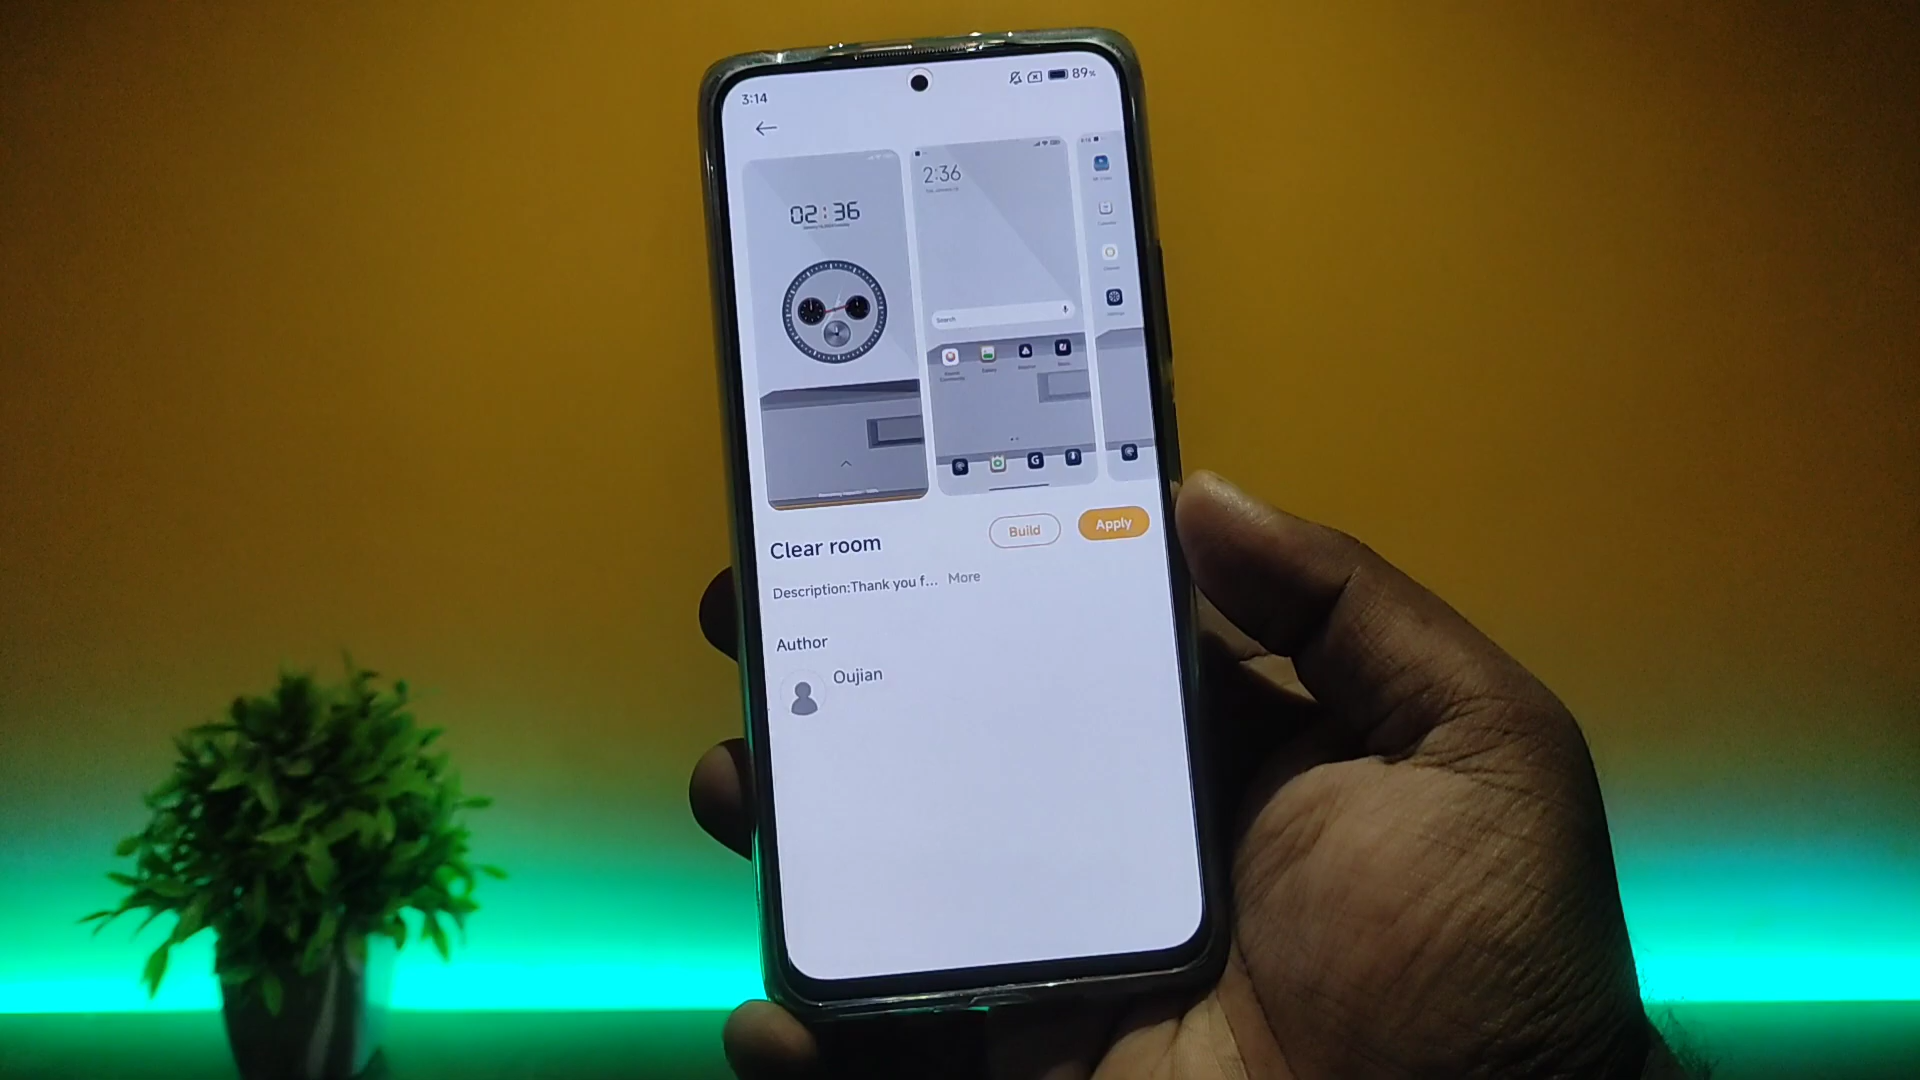 3:14
89%
02:36
2:36
Search
Clear room
Build
Apply
Description:Thank you f... More
Author
Oujian